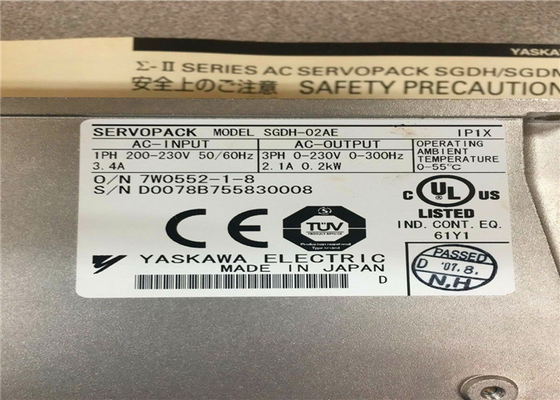 YASKAWA
Σ-II SERIES AC SERVOPACK SGDH/SGDM
安全上のご注意 SAFETY PRECAUTIONS
SERVOPACK MODEL SGDH-02AE IP1X
AC-INPUT AC-OUTPUT OPERATING
AMBIENT
TEMPERATURE
0-55°C
1PH 200-230V 50/60Hz 3PH 0-230V 0-300Hz
3.4A 2.1A 0.2kW
O/N 7W0552-1-8
S/N D0078B755830008
CE
TÜV
C UL US
LISTED
IND. CONT. EQ.
61Y1
YASKAWA ELECTRIC
MADE IN JAPAN
D
PASSED
D '07.8.
N.H